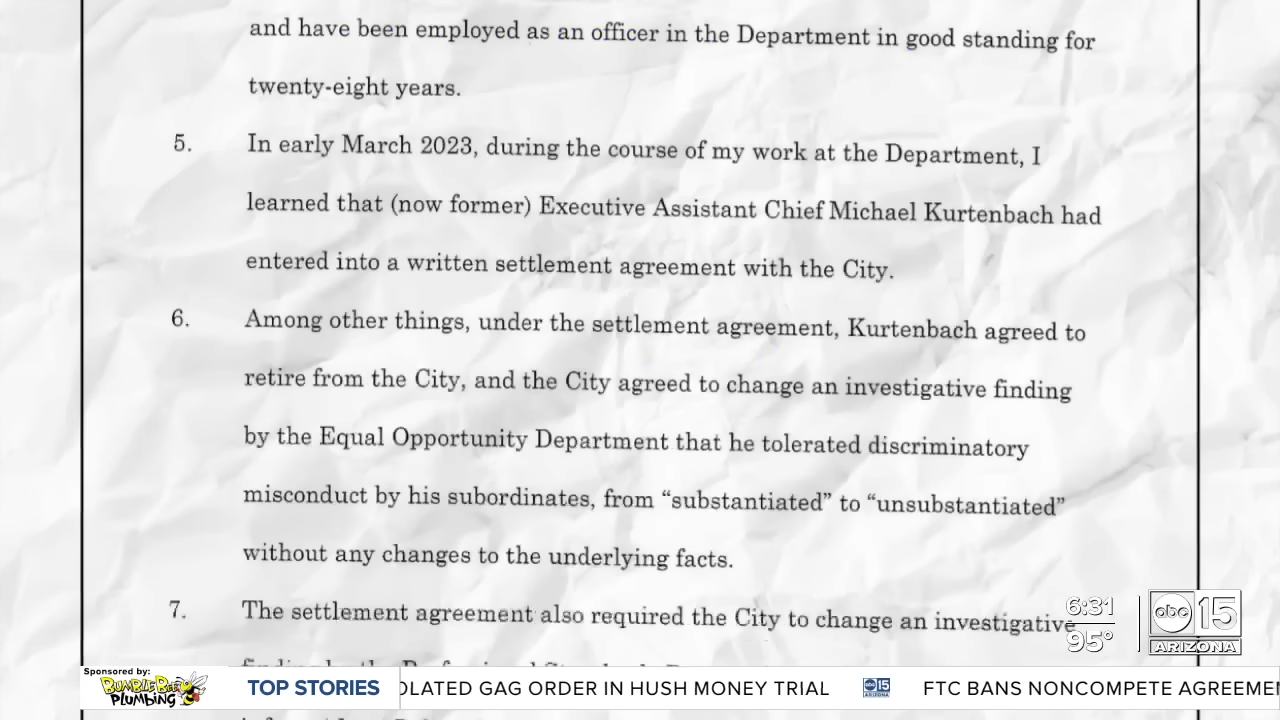 and have been employed as an officer in the Department in good standing for
twenty-eight years.
5. In early March 2023, during the course of my work at the Department, I
learned that (now former) Executive Assistant Chief Michael Kurtenbach had
entered into a written settlement agreement with the City.
6. Among other things, under the settlement agreement, Kurtenbach agreed to
retire from the City, and the City agreed to change an investigative finding
by the Equal Opportunity Department that he tolerated discriminatory
misconduct by his subordinates, from “substantiated” to “unsubstantiated”
without any changes to the underlying facts.
7. The settlement agreement also required the City to change an investigative
6:31
95°
abc 15
ARIZONA
Sponsored by:
BUMBLE BEE
PLUMBING
TOP STORIES
OLATED GAG ORDER IN HUSH MONEY TRIAL
abc 15
ARIZONA
FTC BANS NONCOMPETE AGREEME